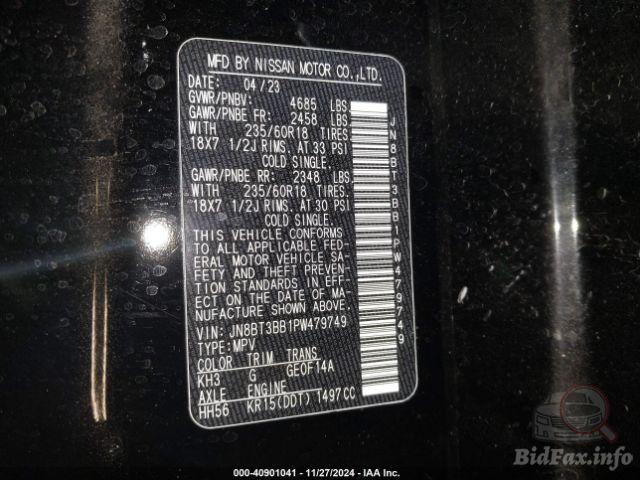 MFD BY NISSAN MOTOR CO.,LTD.
DATE: 04/23
GVWR/PNBV: 4685 LBS
GAWR/PNBE FR: 2458 LBS
WITH 235/60R18 TIRES
18X7 1/2J RIMS. AT 33 PSI
COLD SINGLE.
GAWR/PNBE RR: 2348 LBS
WITH 235/60R18 TIRES.
18X7 1/2J RIMS. AT 30 PSI
COLD SINGLE.
THIS VEHICLE CONFORMS
TO ALL APPLICABLE FED-
ERAL MOTOR VEHICLE SA-
FETY AND THEFT PREVEN-
TION STANDARDS IN EFF-
ECT ON THE DATE OF MA-
NUFACTURE SHOWN ABOVE.
VIN: JN8BT3BB1PW479749
TYPE: MPV
COLOR TRIM TRANS
KH3 G GE0F14A
AXLE ENGINE
HH56 KR15(DDT) 1497CC
JN8BT3BB1PW479749
BidFax.info
000-40901041 - 11/27/2024 - IAA Inc.